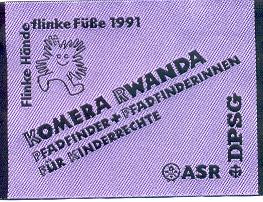 Flinke Hände flinke Füße 1991
KOMERA RWANDA
PFADFINDER + PFADFINDERINNEN
FÜR KINDERRECHTE
ASR
DPSG